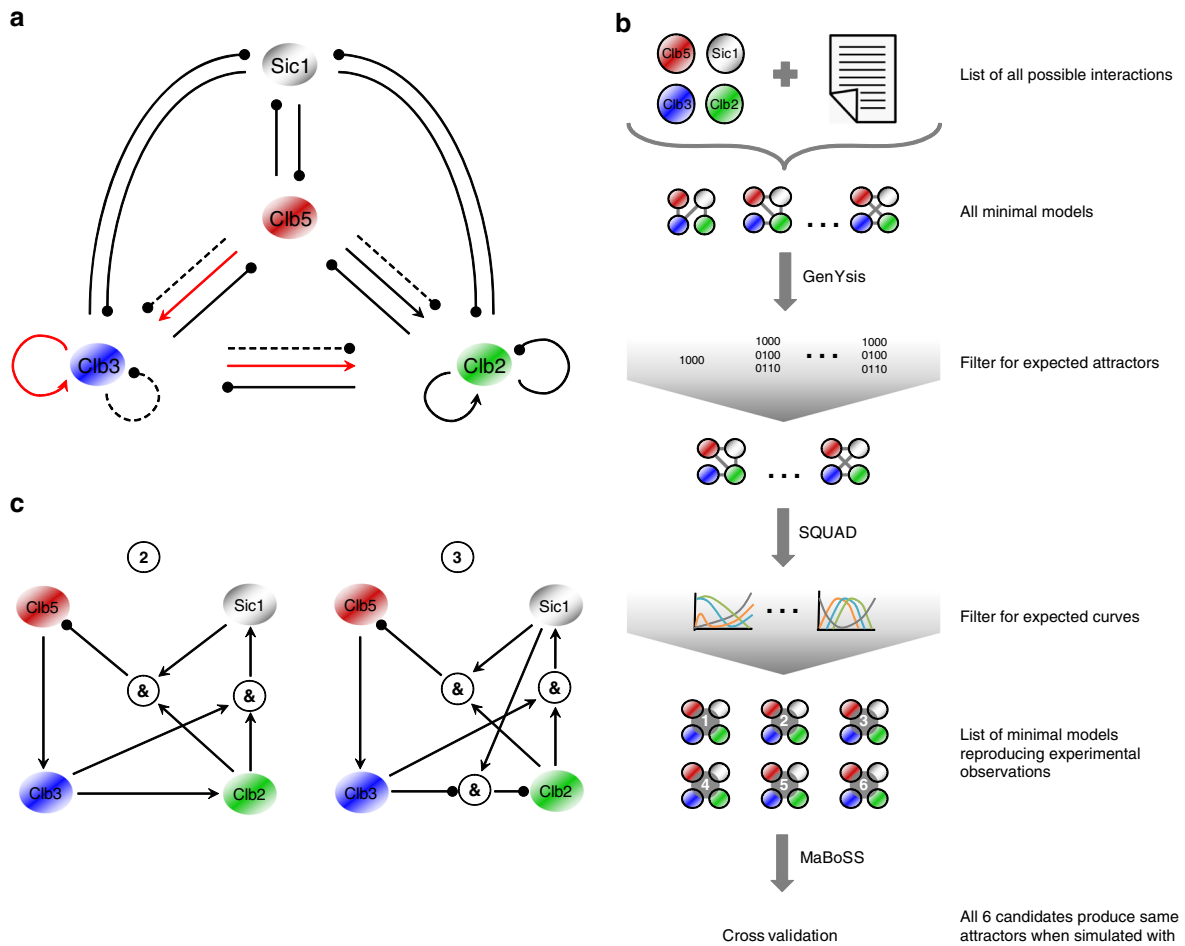 a
Sic1
Clb5
Clb3
Clb2
b
Clb5
Sic1
Clb3
Clb2
List of all possible interactions
All minimal models
GenYsis
1000
1000
0100
0110
1000
0100
0110
Filter for expected attractors
SQUAD
Filter for expected curves
1
2
3
4
5
6
List of minimal models
reproducing experimental
observations
MaBoSS
Cross validation
All 6 candidates produce same
attractors when simulated with
c
2
Clb5
Sic1
&
&
Clb3
Clb2
3
Clb5
Sic1
&
&
Clb3
&
Clb2